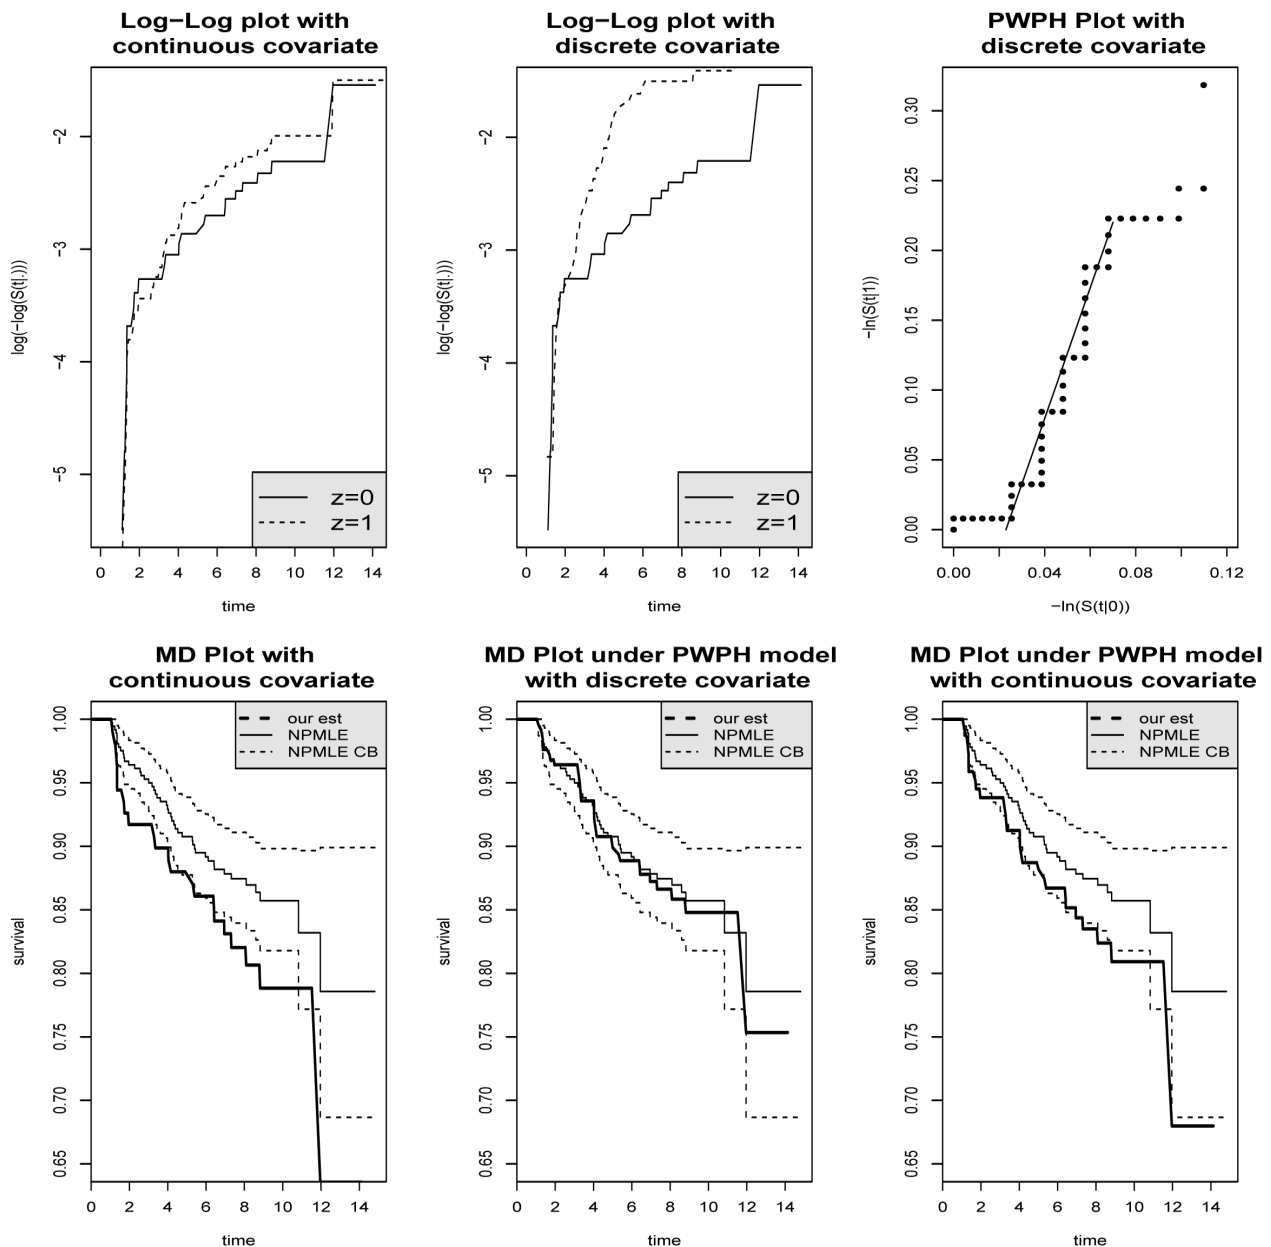 Log−Log plot with
continuous covariate
log(−log(S(t|.)))
−2
−3
−4
−5
z=0
z=1
0 2 4 6 8 10 12 14
time
Log−Log plot with
discrete covariate
log(−log(S(t|.)))
−2
−3
−4
−5
z=0
z=1
0 2 4 6 8 10 12 14
time
PWPH Plot with
discrete covariate
−ln(S(t|1))
0.30
0.25
0.20
0.15
0.10
0.05
0.00
0.00 0.04 0.08 0.12
−ln(S(t|0))
MD Plot with
continuous covariate
survival
1.00
0.95
0.90
0.85
0.80
0.75
0.70
0.65
our est
NPMLE
NPMLE CB
0 2 4 6 8 10 12 14
time
MD Plot under PWPH model
with discrete covariate
survival
1.00
0.95
0.90
0.85
0.80
0.75
0.70
0.65
our est
NPMLE
NPMLE CB
0 2 4 6 8 10 12 14
time
MD Plot under PWPH model
with continuous covariate
survival
1.00
0.95
0.90
0.85
0.80
0.75
0.70
0.65
our est
NPMLE
NPMLE CB
0 2 4 6 8 10 12 14
time